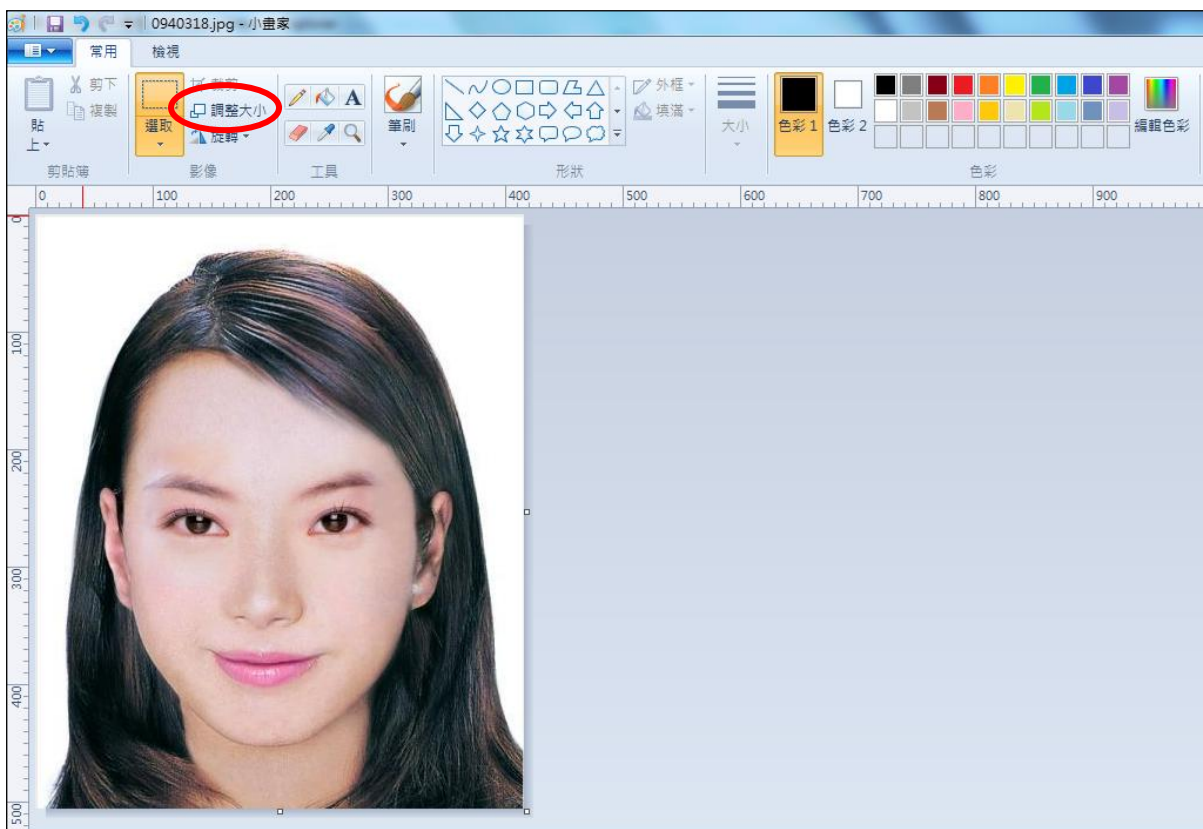 0940318.jpg - 小畫家
常用 檢視
剪下 裁剪 外框
複製 調整大小 A 填滿
貼上 選取 旋轉 筆刷 大小 色彩 1 色彩 2 編輯色彩
剪貼簿 影像 工具 形狀 色彩
0 100 200 300 400 500 600 700 800 900
0
100
200
300
400
500